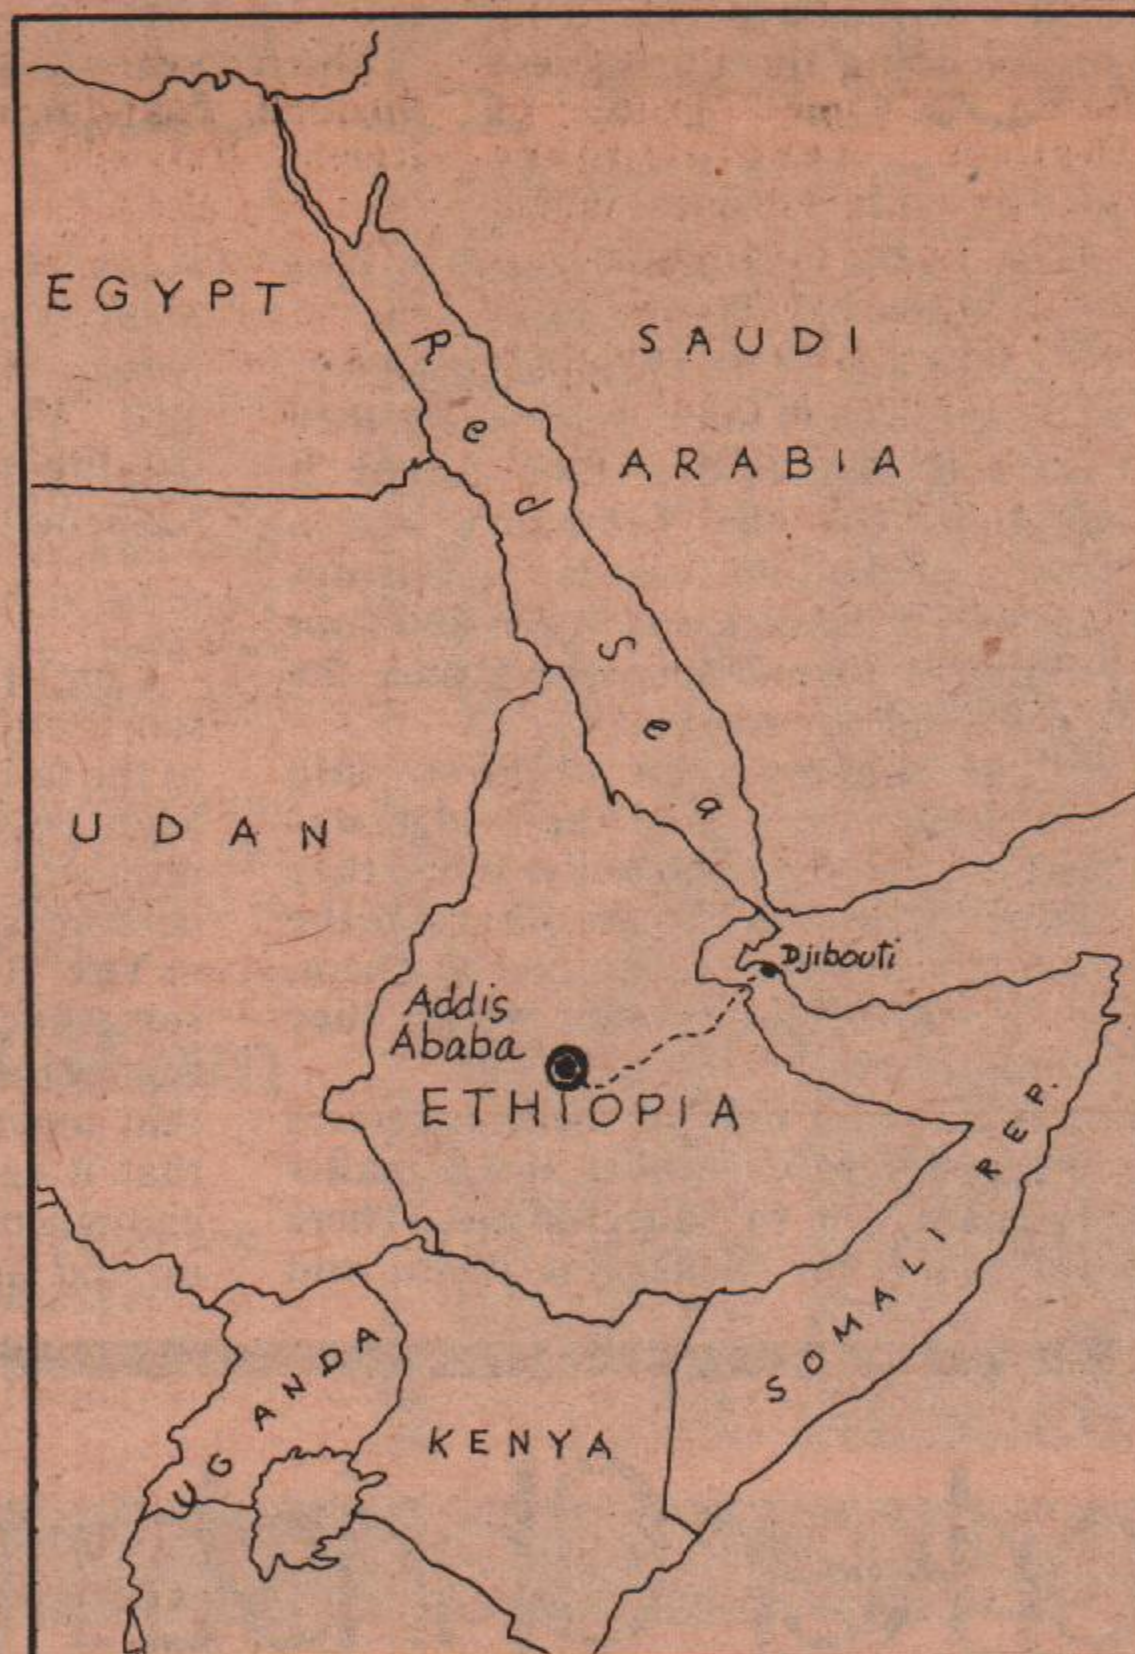 EGYPT
SAUDI
ARABIA
Red Sea
UDAN
Djibouti
Addis
Ababa
ETHIOPIA
SOMALI REP.
UGANDA
KENYA